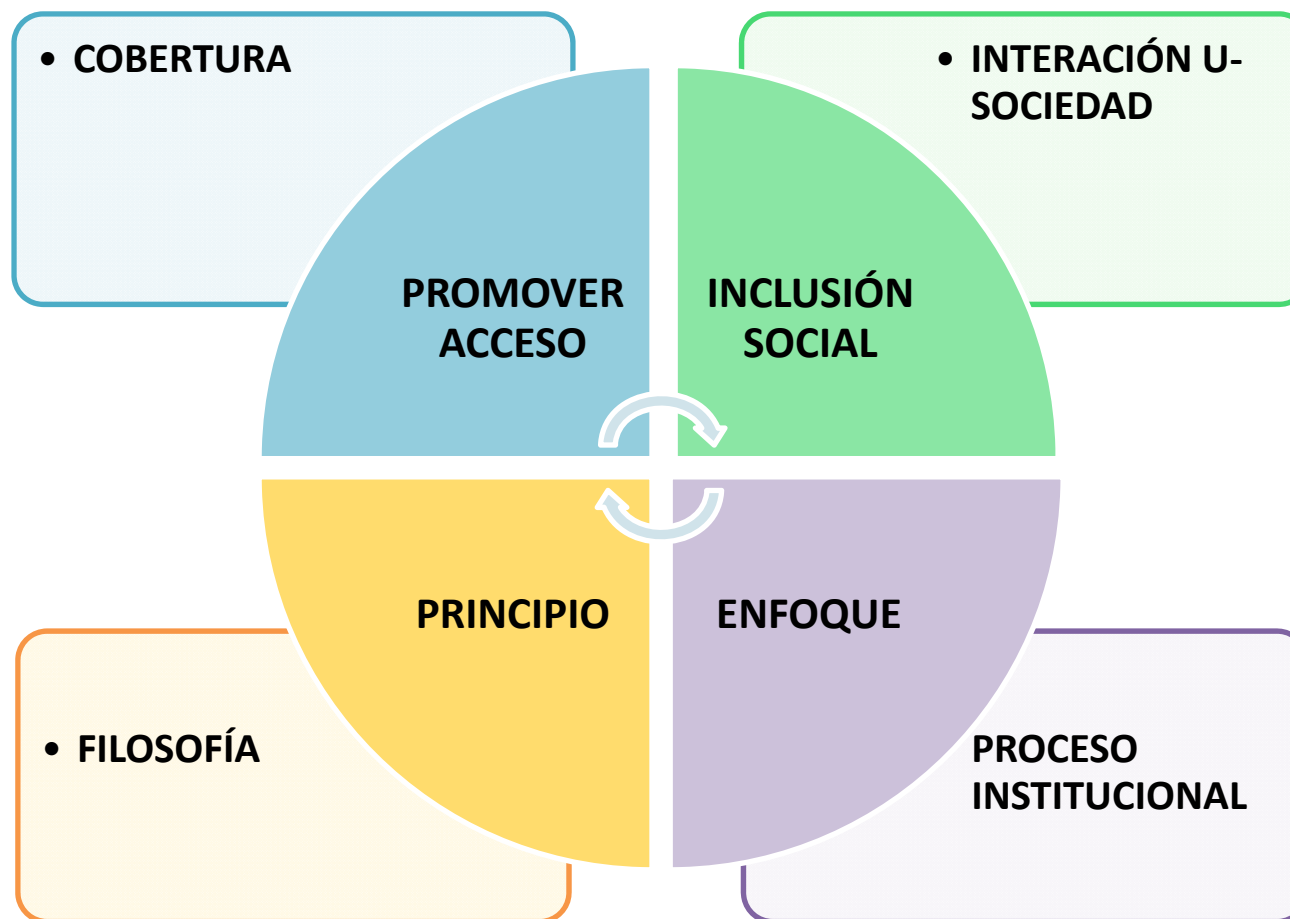 • COBERTURA
• INTERACIÓN U-
SOCIEDAD
PROMOVER
ACCESO
INCLUSIÓN
SOCIAL
PRINCIPIO
ENFOQUE
• FILOSOFÍA
PROCESO
INSTITUCIONAL